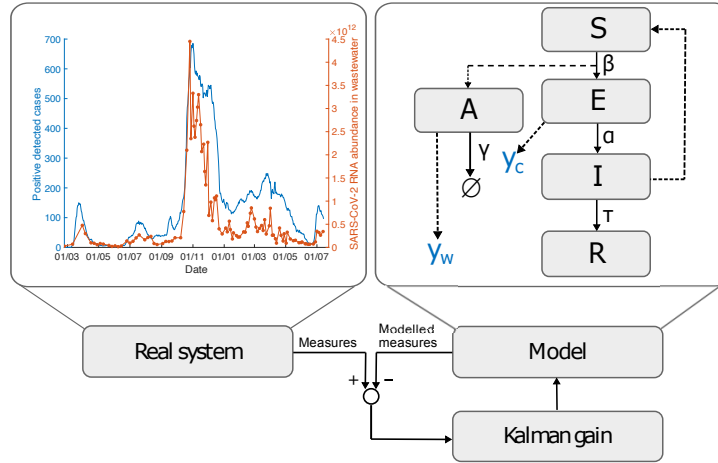 ×10^12
700
600
500
400
300
200
100
0
4.5
4
3.5
3
2.5
2
1.5
1
0.5
0
Positive detected cases
SARS-CoV-2 RNA abundance in wastewater
01/03 01/05 01/07 01/09 01/11 01/01 01/03 01/05 01/07
Date
S
β
A
E
γ
y_c
α
∅
I
τ
y_w
R
Real system
Measures
Modelled
measures
Model
+
−
Kalman gain